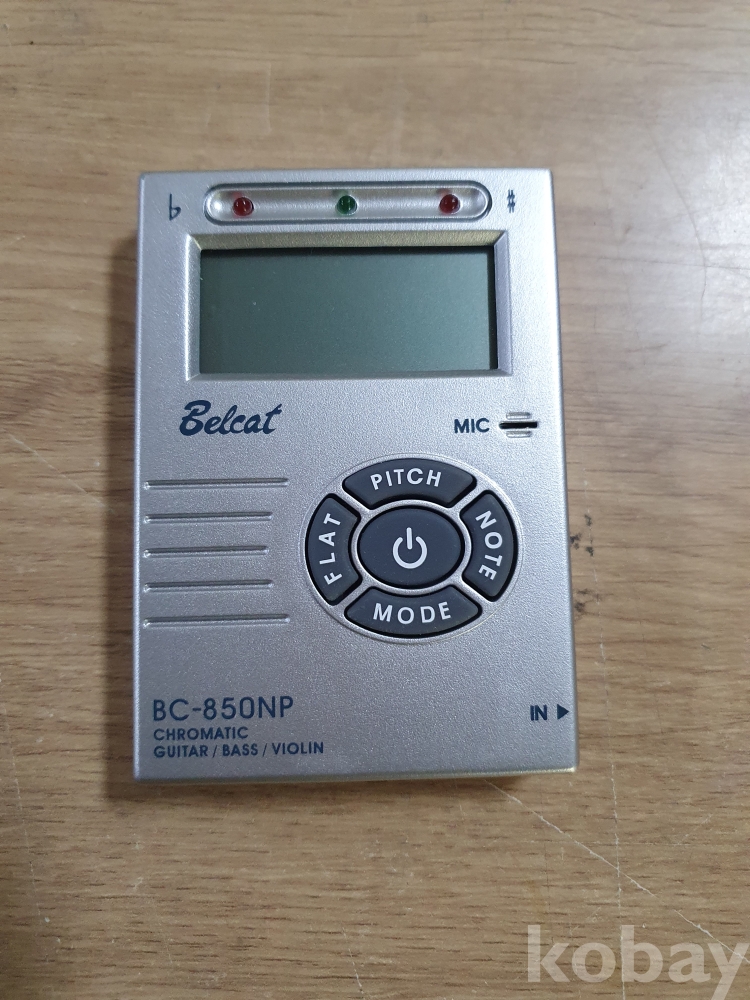 ♭ ♯
Belcat
MIC
PITCH
FLAT
NOTE
MODE
BC-850NP
CHROMATIC
GUITAR / BASS / VIOLIN
IN ▶
kobay